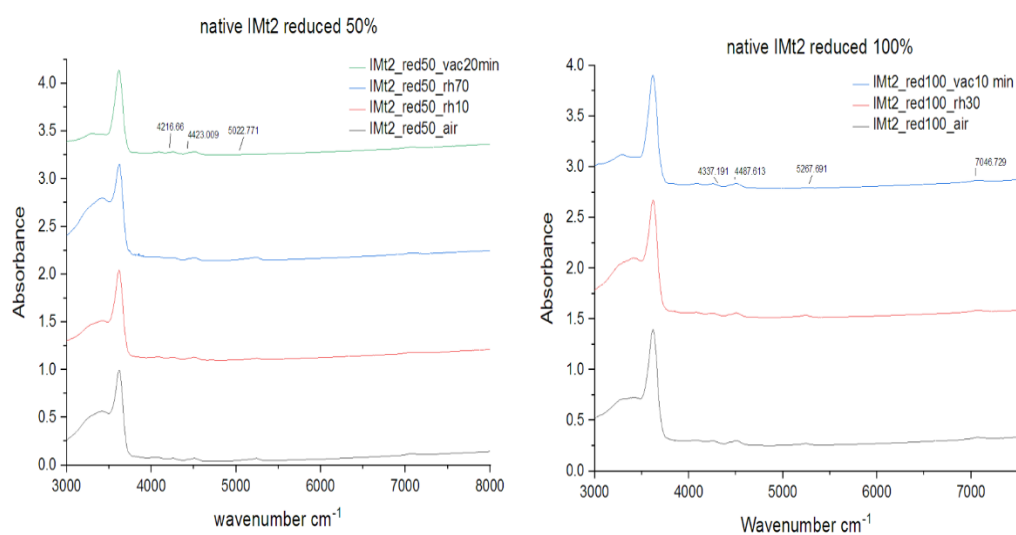 native IMt2 reduced 50%
IMt2_red50_vac20min
IMt2_red50_rh70
IMt2_red50_rh10
IMt2_red50_air
4216.66
4423.009
5022.771
4.0
3.5
3.0
2.5
2.0
1.5
1.0
0.5
0.0
Absorbance
3000 4000 5000 6000 7000 8000
wavenumber cm⁻¹
native IMt2 reduced 100%
IMt2_red100_vac10 min
IMt2_red100_rh30
IMt2_red100_air
4337.191
4487.613
5267.691
7046.729
4.0
3.5
3.0
2.5
2.0
1.5
1.0
0.5
0.0
Absorbance
3000 4000 5000 6000 7000
Wavenumber cm⁻¹